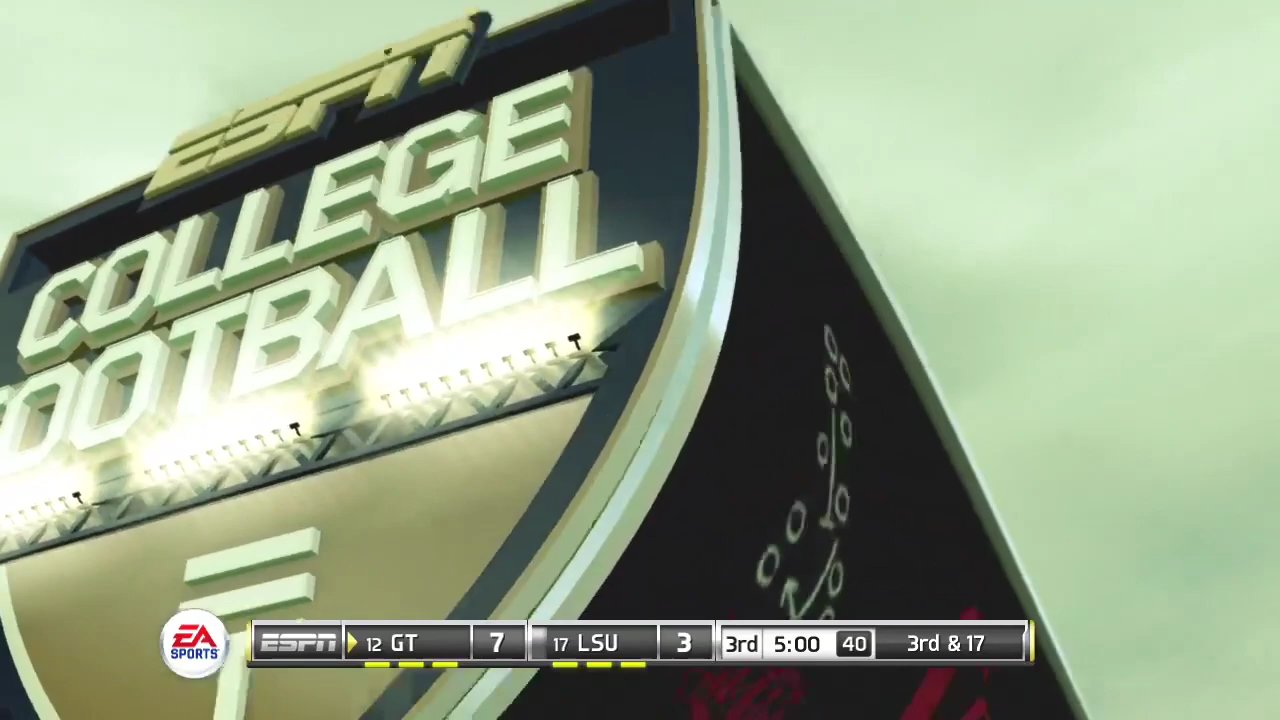 ESPN
COLLEGE
FOOTBALL
EA SPORTS
ESPN 12 GT 7 17 LSU 3 3rd 5:00 40 3rd & 17